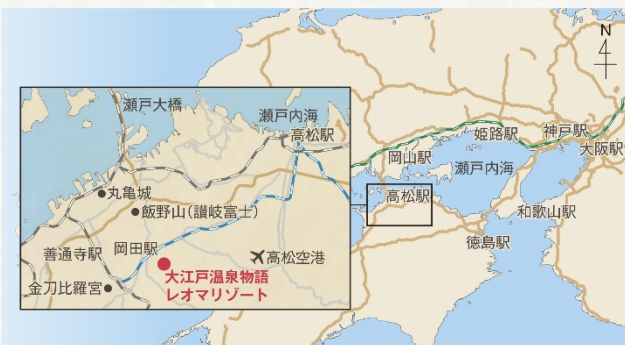 N
瀬戸大橋
瀬戸内海
高松駅
丸亀城
飯野山(讃岐富士)
岡田駅
善通寺駅
高松空港
大江戸温泉物語
レオマリゾート
金刀比羅宮
岡山駅
姫路駅
神戸駅
大阪駅
瀬戸内海
高松駅
和歌山駅
徳島駅